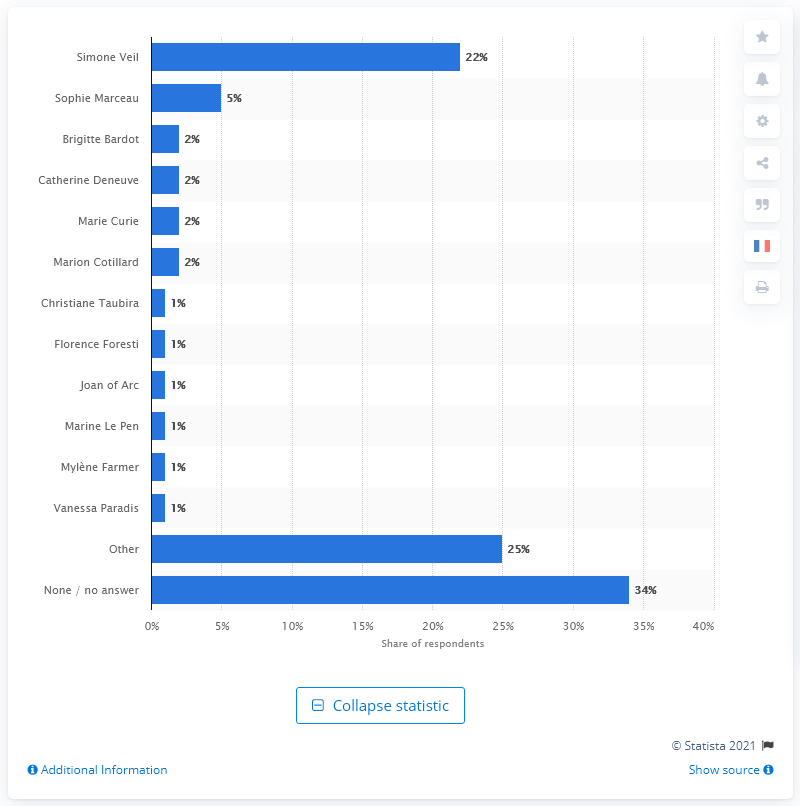 Simone Veil 22%
Sophie Marceau 5%
Brigitte Bardot 2%
Catherine Deneuve 2%
Marie Curie 2%
Marion Cotillard 2%
Christiane Taubira 1%
Florence Foresti 1%
Joan of Arc 1%
Marine Le Pen 1%
Mylène Farmer 1%
Vanessa Paradis 1%
Other 25%
None / no answer 34%
0% 5% 10% 15% 20% 25% 30% 35% 40%
Share of respondents
Collapse statistic
© Statista 2021
Additional Information Show source